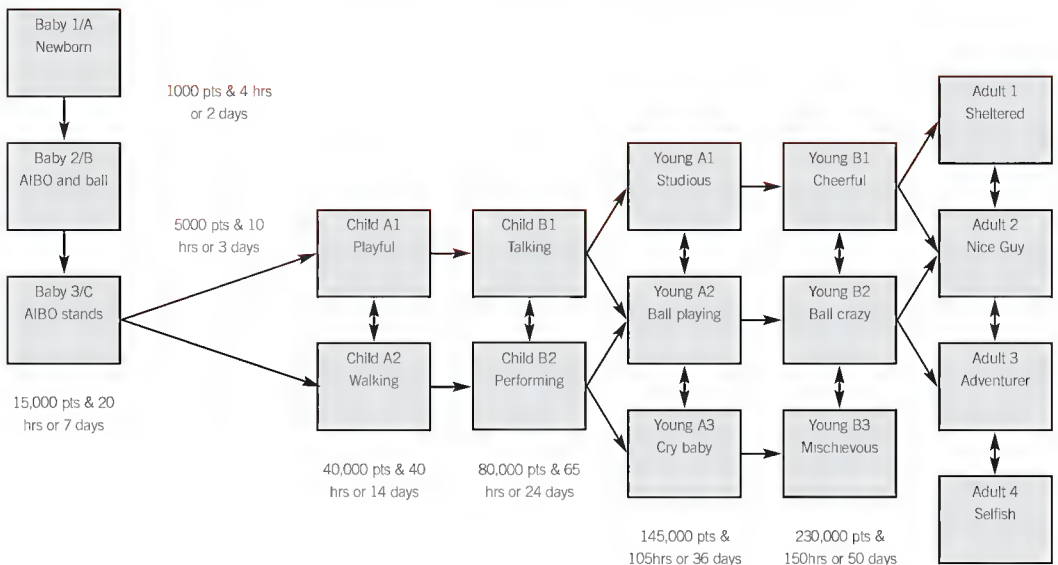 Baby 1/A
Newborn
1000 pts & 4 hrs
or 2 days
Baby 2/B
AIBO and ball
5000 pts & 10
hrs or 3 days
Baby 3/C
AIBO stands
15,000 pts & 20
hrs or 7 days
Child A1
Playful
Child A2
Walking
40,000 pts & 40
hrs or 14 days
Child B1
Talking
Child B2
Performing
80,000 pts & 65
hrs or 24 days
Young A1
Studious
Young A2
Ball playing
Young A3
Cry baby
145,000 pts &
105hrs or 36 days
Young B1
Cheerful
Young B2
Ball crazy
Young B3
Mischievous
230,000 pts &
150hrs or 50 days
Adult 1
Sheltered
Adult 2
Nice Guy
Adult 3
Adventurer
Adult 4
Selfish